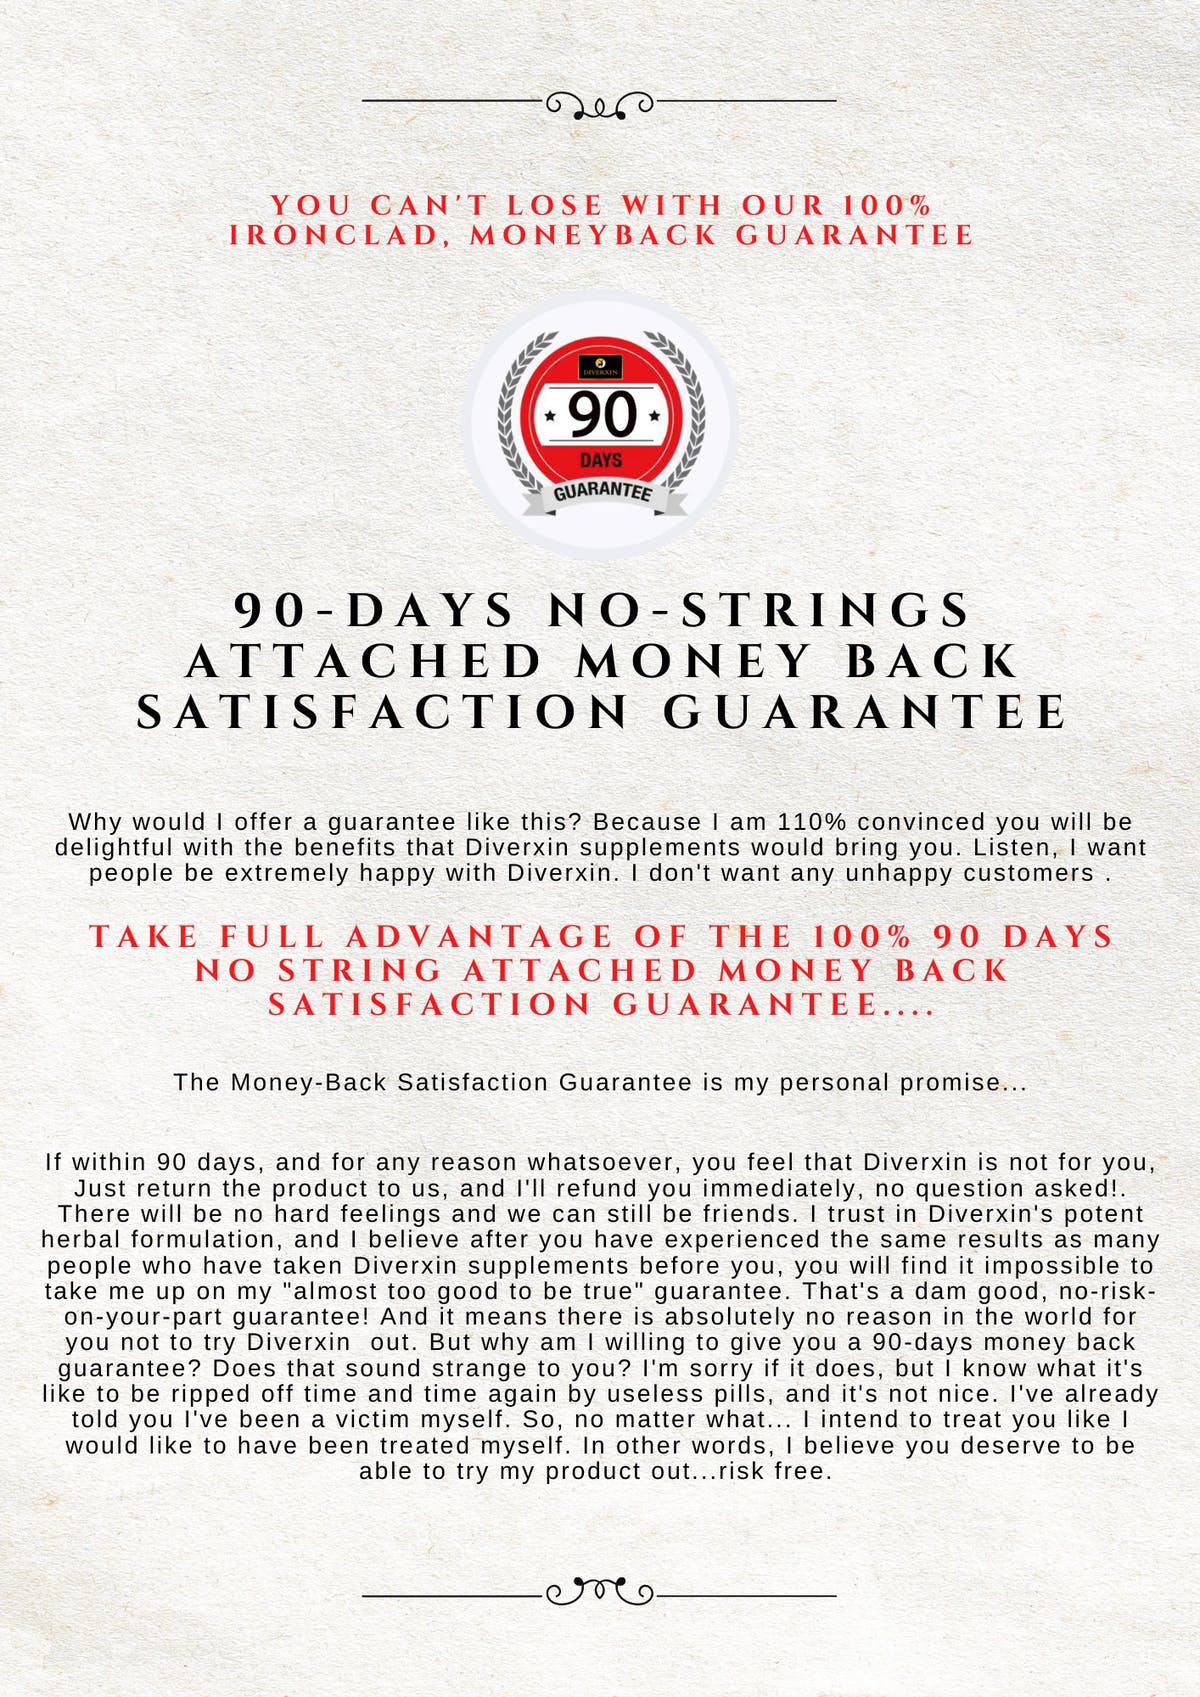 YOU CAN'T LOSE WITH OUR 100%
IRONCLAD, MONEYBACK GUARANTEE
DIVERXIN
90
DAYS
GUARANTEE
90-DAYS NO-STRINGS
ATTACHED MONEY BACK
SATISFACTION GUARANTEE
Why would I offer a guarantee like this? Because I am 110% convinced you will be
delightful with the benefits that Diverxin supplements would bring you. Listen, I want
people be extremely happy with Diverxin. I don't want any unhappy customers .
TAKE FULL ADVANTAGE OF THE 100% 90 DAYS
NO STRING ATTACHED MONEY BACK
SATISFACTION GUARANTEE....
The Money-Back Satisfaction Guarantee is my personal promise...
If within 90 days, and for any reason whatsoever, you feel that Diverxin is not for you,
Just return the product to us, and I'll refund you immediately, no question asked!.
There will be no hard feelings and we can still be friends. I trust in Diverxin's potent
herbal formulation, and I believe after you have experienced the same results as many
people who have taken Diverxin supplements before you, you will find it impossible to
take me up on my "almost too good to be true" guarantee. That's a dam good, no-risk-
on-your-part guarantee! And it means there is absolutely no reason in the world for
you not to try Diverxin  out. But why am I willing to give you a 90-days money back
guarantee? Does that sound strange to you? I'm sorry if it does, but I know what it's
like to be ripped off time and time again by useless pills, and it's not nice. I've already
told you I've been a victim myself. So, no matter what... I intend to treat you like I
would like to have been treated myself. In other words, I believe you deserve to be
able to try my product out...risk free.